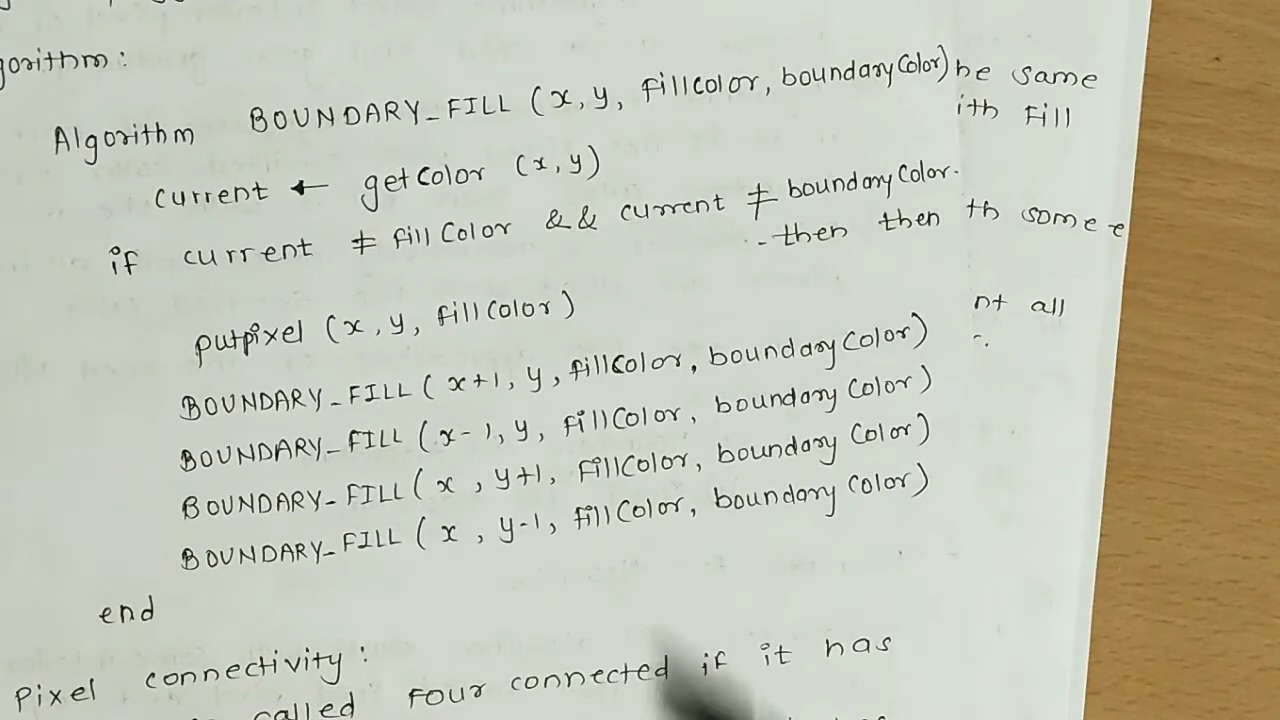 gorithm:
Algorithm BOUNDARY_FILL (x, y, fillcolor, boundaryColor) he same
ith Fill
current ← getColor (x, y)
if current ≠ fillColor && current ≠ boundaryColor.
then then th some e
putpixel (x, y, fillColor)
nt all
BOUNDARY_FILL (x+1, y, fillColor, boundaryColor)
BOUNDARY_FILL (x-1, y, fillColor, boundaryColor)
BOUNDARY_FILL (x, y+1, fillColor, boundaryColor)
BOUNDARY_FILL (x, y-1, fillColor, boundaryColor)
end
Pixel connectivity:
called Four connected if it has